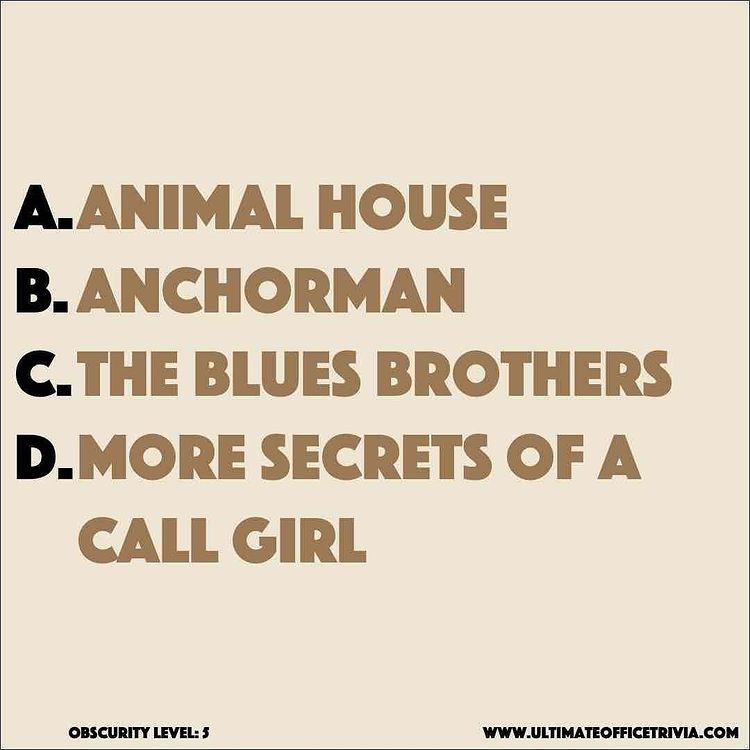 A. ANIMAL HOUSE
B. ANCHORMAN
C. THE BLUES BROTHERS
D. MORE SECRETS OF A
CALL GIRL
OBSCURITY LEVEL: 5 WWW.ULTIMATEOFFICETRIVIA.COM